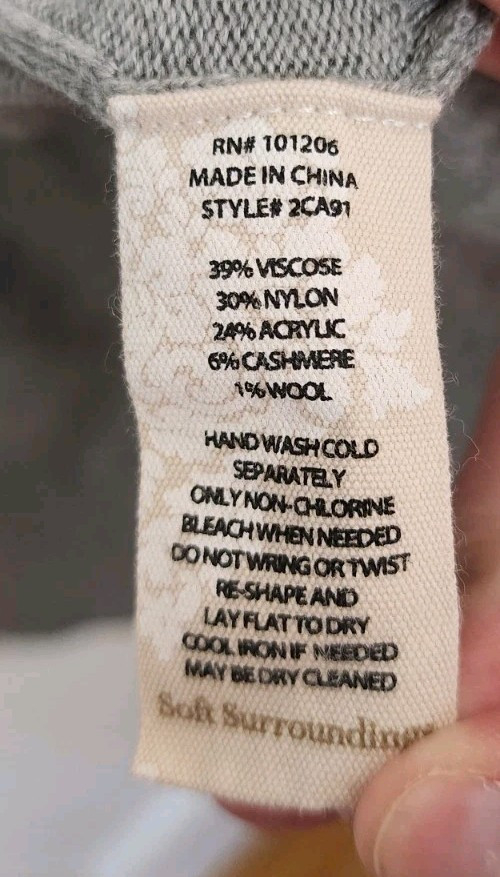 RN# 101206
MADE IN CHINA
STYLE# 2CA91
39% VISCOSE
30% NYLON
24% ACRYLIC
6% CASHMERE
1% WOOL
HAND WASH COLD
SEPARATELY
ONLY NON-CHLORINE
BLEACH WHEN NEEDED
DO NOT WRING OR TWIST
RE-SHAPE AND
LAY FLAT TO DRY
COOL IRON IF NEEDED
MAY BE DRY CLEANED
Soft Surroundings